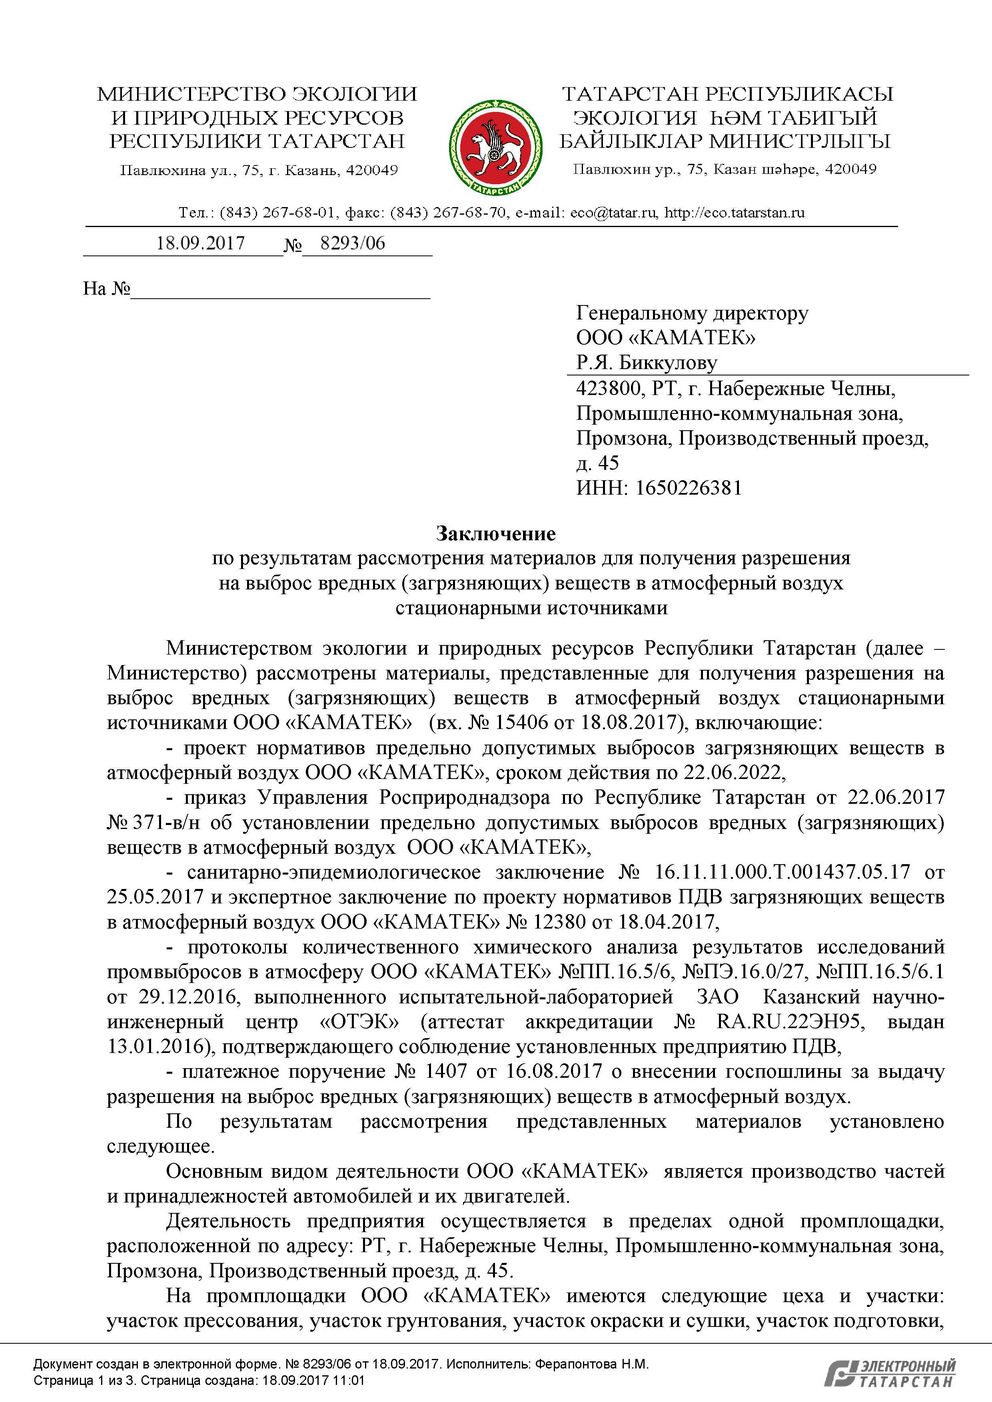 МИНИСТЕРСТВО ЭКОЛОГИИ
И ПРИРОДНЫХ РЕСУРСОВ
РЕСПУБЛИКИ ТАТАРСТАН
Павлюхина ул., 75, г. Казань, 420049
ТАТАРСТАН
ТАТАРСТАН РЕСПУБЛИКАСЫ
ЭКОЛОГИЯ ҺӘМ ТАБИГЫЙ
БАЙЛЫКЛАР МИНИСТРЛЫГЫ
Павлюхин ур., 75, Казан шәһәре, 420049
Тел.: (843) 267-68-01, факс: (843) 267-68-70, e-mail: eco@tatar.ru, http://eco.tatarstan.ru
18.09.2017 № 8293/06
На №
Генеральному директору
ООО «КАМАТЕК»
Р.Я. Биккулову
423800, РТ, г. Набережные Челны,
Промышленно-коммунальная зона,
Промзона, Производственный проезд,
д. 45
ИНН: 1650226381
Заключение
по результатам рассмотрения материалов для получения разрешения
на выброс вредных (загрязняющих) веществ в атмосферный воздух
стационарными источниками
Министерством экологии и природных ресурсов Республики Татарстан (далее –
Министерство) рассмотрены материалы, представленные для получения разрешения на
выброс вредных (загрязняющих) веществ в атмосферный воздух стационарными
источниками ООО «КАМАТЕК» (вх. № 15406 от 18.08.2017), включающие:
- проект нормативов предельно допустимых выбросов загрязняющих веществ в
атмосферный воздух ООО «КАМАТЕК», сроком действия по 22.06.2022,
- приказ Управления Росприроднадзора по Республике Татарстан от 22.06.2017
№ 371-в/н об установлении предельно допустимых выбросов вредных (загрязняющих)
веществ в атмосферный воздух ООО «КАМАТЕК»,
- санитарно-эпидемиологическое заключение № 16.11.11.000.Т.001437.05.17 от
25.05.2017 и экспертное заключение по проекту нормативов ПДВ загрязняющих веществ
в атмосферный воздух ООО «КАМАТЕК» № 12380 от 18.04.2017,
- протоколы количественного химического анализа результатов исследований
промвыбросов в атмосферу ООО «КАМАТЕК» №ПП.16.5/6, №ПЭ.16.0/27, №ПП.16.5/6.1
от 29.12.2016, выполненного испытательной-лабораторией ЗАО Казанский научно-
инженерный центр «ОТЭК» (аттестат аккредитации № RA.RU.22ЭН95, выдан
13.01.2016), подтверждающего соблюдение установленных предприятию ПДВ,
- платежное поручение № 1407 от 16.08.2017 о внесении госпошлины за выдачу
разрешения на выброс вредных (загрязняющих) веществ в атмосферный воздух.
По результатам рассмотрения представленных материалов установлено
следующее.
Основным видом деятельности ООО «КАМАТЕК» является производство частей
и принадлежностей автомобилей и их двигателей.
Деятельность предприятия осуществляется в пределах одной промплощадки,
расположенной по адресу: РТ, г. Набережные Челны, Промышленно-коммунальная зона,
Промзона, Производственный проезд, д. 45.
На промплощадки ООО «КАМАТЕК» имеются следующие цеха и участки:
участок прессования, участок грунтования, участок окраски и сушки, участок подготовки,
Документ создан в электронной форме. № 8293/06 от 18.09.2017. Исполнитель: Ферапонтова Н.М.
Страница 1 из 3. Страница создана: 18.09.2017 11:01
ЭЛЕКТРОННЫЙ
ТАТАРСТАН